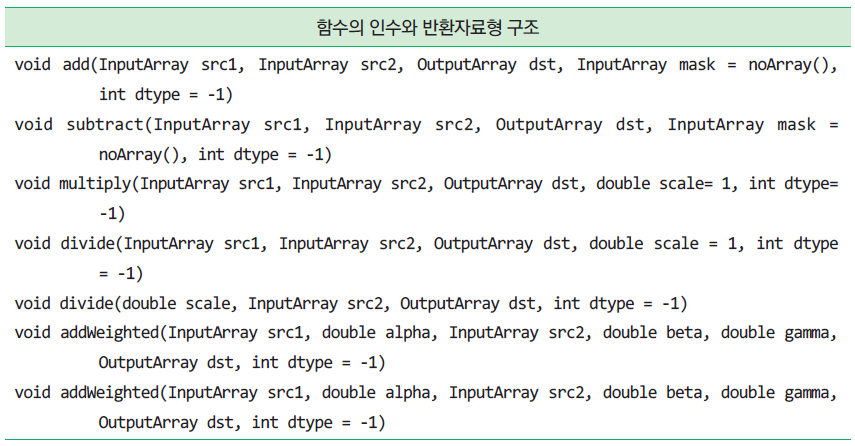 함수의 인수와 반환자료형 구조
void add(InputArray src1, InputArray src2, OutputArray dst, InputArray mask = noArray(),
int dtype = -1)
void subtract(InputArray src1, InputArray src2, OutputArray dst, InputArray mask =
noArray(), int dtype = -1)
void multiply(InputArray src1, InputArray src2, OutputArray dst, double scale= 1, int dtype=
-1)
void divide(InputArray src1, InputArray src2, OutputArray dst, double scale = 1, int dtype
= -1)
void divide(double scale, InputArray src2, OutputArray dst, int dtype = -1)
void addWeighted(InputArray src1, double alpha, InputArray src2, double beta, double gamma,
OutputArray dst, int dtype = -1)
void addWeighted(InputArray src1, double alpha, InputArray src2, double beta, double gamma,
OutputArray dst, int dtype = -1)